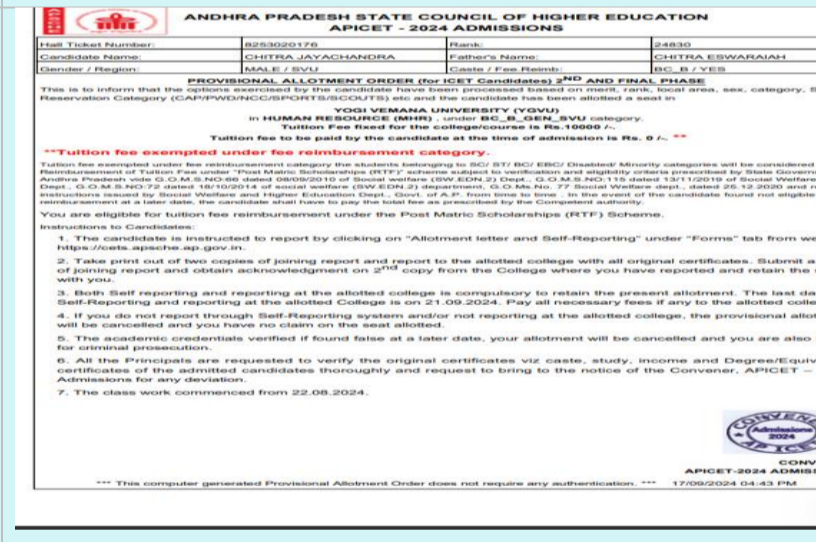 ANDHRA PRADESH STATE COUNCIL OF HIGHER EDUCATION
APICET - 2024 ADMISSIONS
Hall Ticket Number: 8253020176 Rank: 24830
Candidate Name: CHITRA JAYACHANDRA Father's Name: CHITRA ESWARAIAH
Gender / Region: MALE / SVU Caste / Fee.Reimb: BC_B / YES
PROVISIONAL ALLOTMENT ORDER (for ICET Candidates) 2ND AND FINAL PHASE
This is to inform that the options exercised by the candidate have been processed based on merit, rank, local area, sex, category, S
Reservation Category (CAP/PWD/NCC/SPORTS/SCOUTS) etc and the candidate has been allotted a seat in
YOGI VEMANA UNIVERSITY (YGVU)
in HUMAN RESOURCE (MHR) . under BC_B_GEN_SVU category.
Tuition Fee fixed for the college/course is Rs.10000 /-.
Tuition fee to be paid by the candidate at the time of admission is Rs. 0 /-. **
**Tuition fee exempted under fee reimbursement category.
Tuition fee exempted under fee reimbursement category the students belonging to SC/ ST/ BC/ EBC/ Disabled/ Minority categories will be considered
Reimbursement of Tuition Fee under "Post Matric Scholarships (RTF)" scheme subject to verification and eligibility criteria prescribed by State Govern
Andhra Pradesh vide G.O.M.S.NO:66 dated 08/09/2010 of Social welfare (SW.EDN.2) Dept., G.O.M.S.NO:115 dated 13/11/2019 of Social Welfare
Dept., G.O.M.S.NO:72 dated 18/10/2014 of social welfare (SW.EDN.2) department, G.O.Ms.No. 77 Social Welfare dept., dated 25.12.2020 and
instructions issued by Social Welfare and Higher Education Dept., Govt. of A.P. from time to time . In the event of the candidate found not eligible
reimbursement at a later date, the candidate shall have to pay the total fee as prescribed by the Competent authority.
You are eligible for tuition fee reimbursement under the Post Matric Scholarships (RTF) Scheme.
Instructions to Candidates:
1. The candidate is instructed to report by clicking on "Allotment letter and Self-Reporting" under "Forms" tab from we
https://cets.apsche.ap.gov.in.
2. Take print out of two copies of joining report and report to the allotted college with all original certificates. Submit a
of joining report and obtain acknowledgment on 2nd copy from the College where you have reported and retain the
with you.
3. Both Self reporting and reporting at the allotted college is compulsory to retain the present allotment. The last da
Self-Reporting and reporting at the allotted College is on 21.09.2024. Pay all necessary fees if any to the allotted colle
4. If you do not report through Self-Reporting system and/or not reporting at the allotted college, the provisional allot
will be cancelled and you have no claim on the seat allotted.
5. The academic credentials verified if found false at a later date, your allotment will be cancelled and you are also
for criminal prosecution.
6. All the Principals are requested to verify the original certificates viz caste, study, income and Degree/Equiv
certificates of the admitted candidates thoroughly and request to bring to the notice of the Convener, APICET –
Admissions for any deviation.
7. The class work commenced from 22.08.2024.
CONVEN
Admissions
2024
AP ICE
CONV
APICET-2024 ADMISS
*** This computer generated Provisional Allotment Order does not require any authentication. *** 17/09/2024 04:43 PM